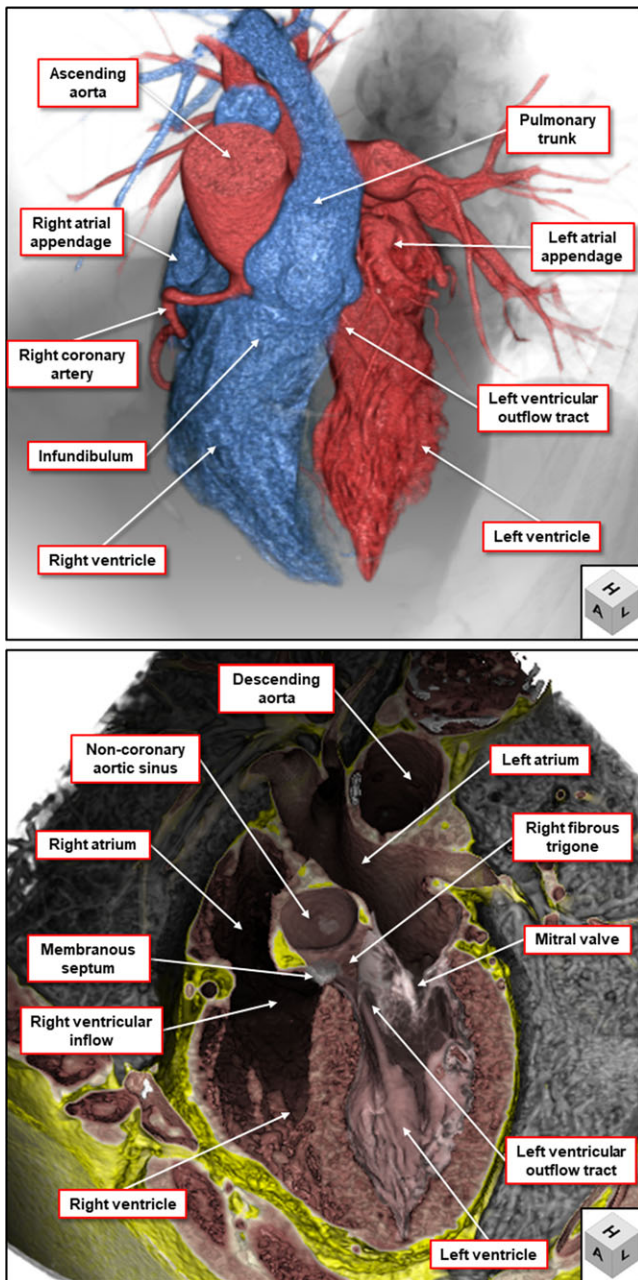 Ascending
aorta
Pulmonary
trunk
Right atrial
appendage
Left atrial
appendage
Right coronary
artery
Left ventricular
outflow tract
Infundibulum
Right ventricle
Left ventricle
H
A L
Descending
aorta
Non-coronary
aortic sinus
Left atrium
Right atrium
Right fibrous
trigone
Membranous
septum
Mitral valve
Right ventricular
inflow
Left ventricular
outflow tract
Right ventricle
Left ventricle
H
A L